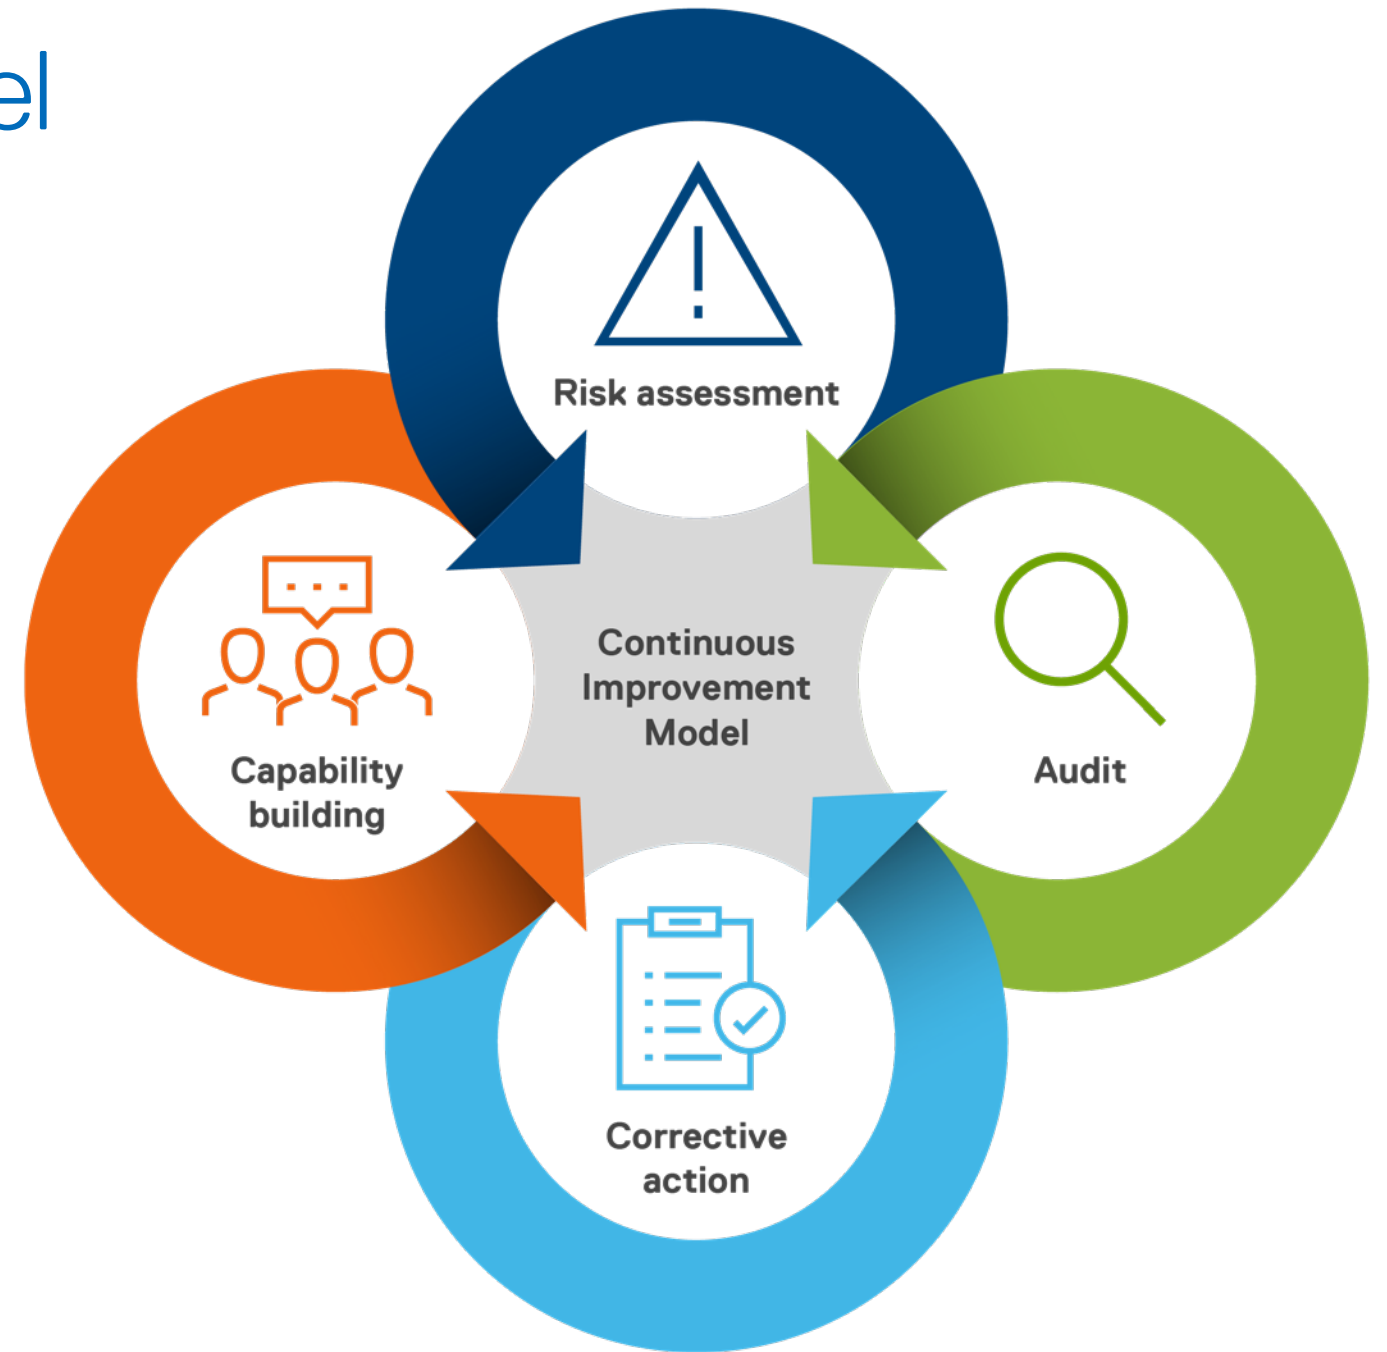 el
Risk assessment
Continuous
Improvement
Model
Capability
building
Audit
Corrective
action